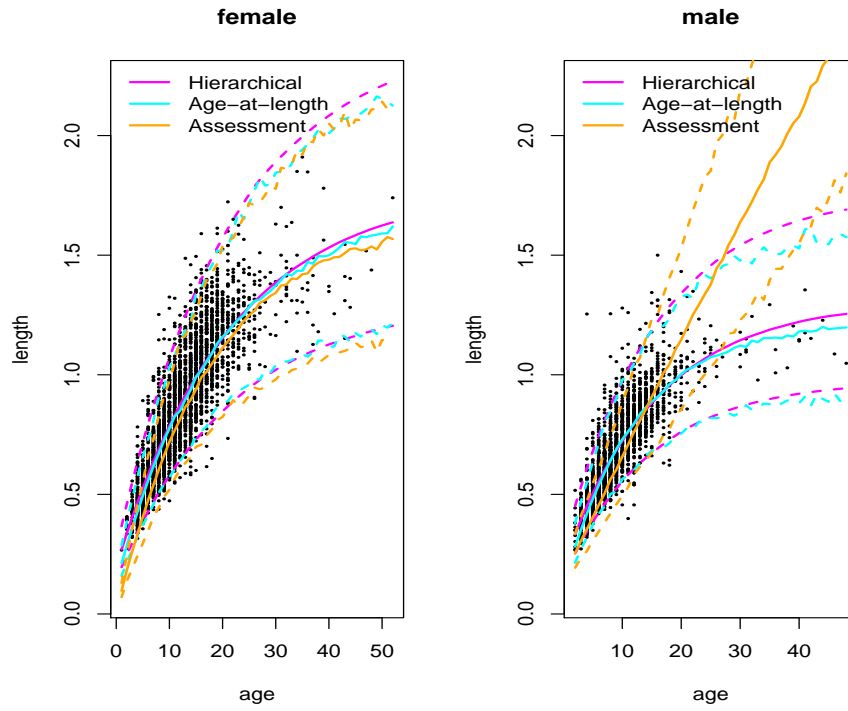 female
Hierarchical
Age-at-length
Assessment
length
0.0 0.5 1.0 1.5 2.0
0 10 20 30 40 50
age
male
Hierarchical
Age-at-length
Assessment
length
0.0 0.5 1.0 1.5 2.0
10 20 30 40
age